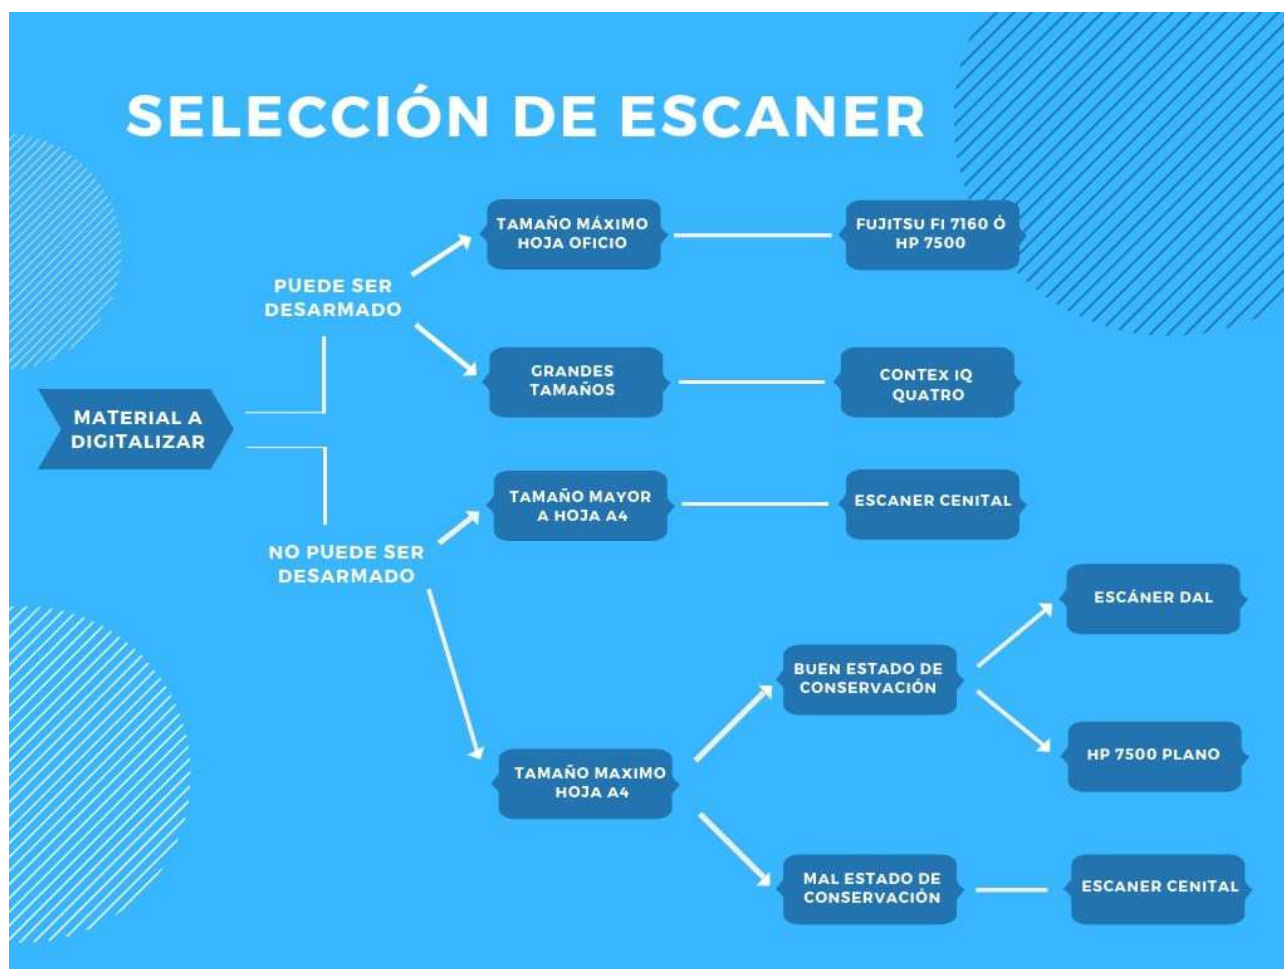 SELECCIÓN DE ESCANER
TAMAÑO MÁXIMO
HOJA OFICIO
FUJITSU FI 7160 Ó
HP 7500
PUEDE SER
DESARMADO
GRANDES
TAMAÑOS
CONTEX IQ
QUATRO
MATERIAL A
DIGITALIZAR
TAMAÑO MAYOR
A HOJA A4
ESCANER CENITAL
NO PUEDE SER
DESARMADO
ESCÁNER DAL
BUEN ESTADO DE
CONSERVACIÓN
HP 7500 PLANO
TAMAÑO MAXIMO
HOJA A4
MAL ESTADO DE
CONSERVACIÓN
ESCANER CENITAL